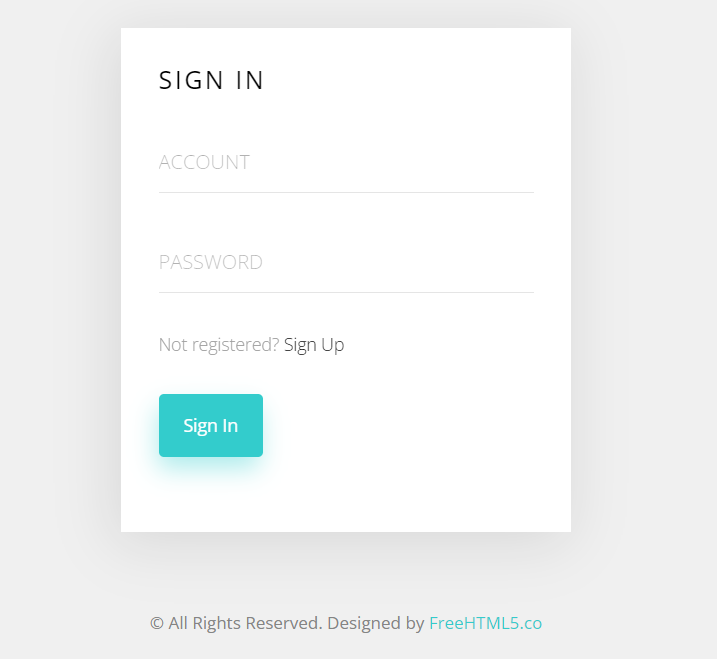 SIGN IN
ACCOUNT
PASSWORD
Not registered? Sign Up
Sign In
© All Rights Reserved. Designed by FreeHTML5.co